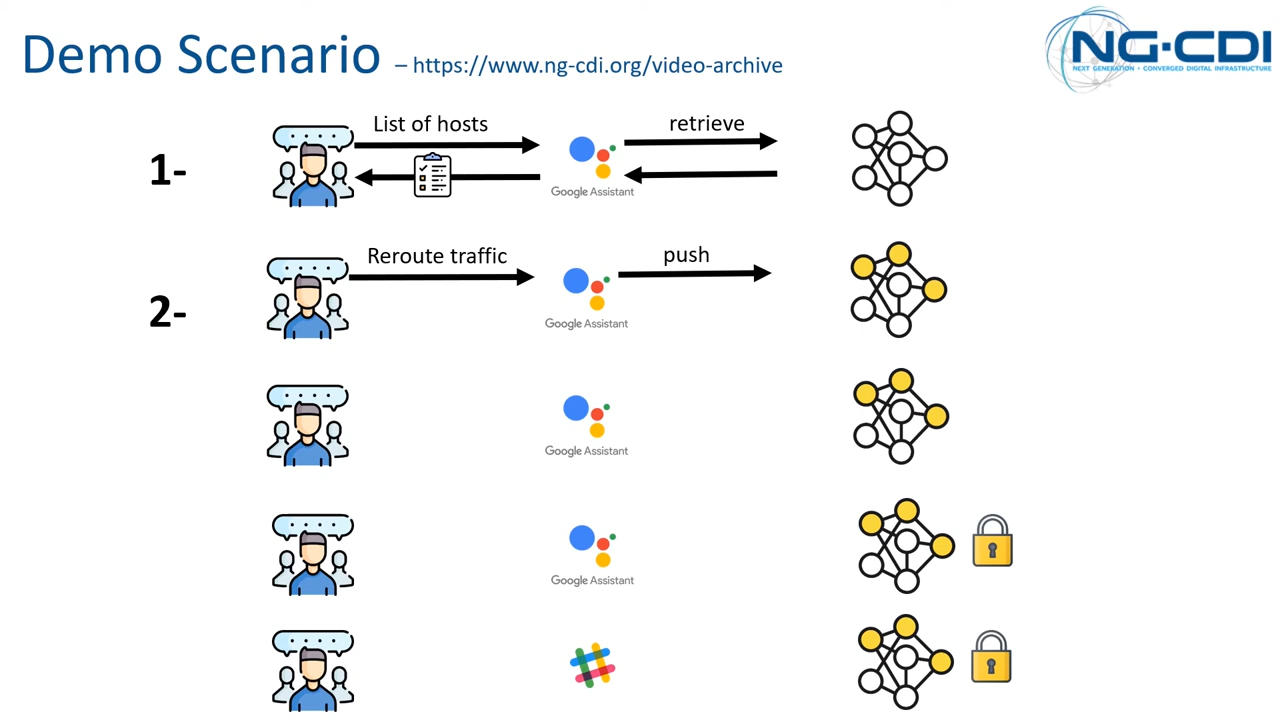 Demo Scenario – https://www.ng-cdi.org/video-archive
NG-CDI
NEXT GENERATION • CONVERGED DIGITAL INFRASTRUCTURE
1-
List of hosts
retrieve
Google Assistant
2-
Reroute traffic
push
Google Assistant
Google Assistant
Google Assistant